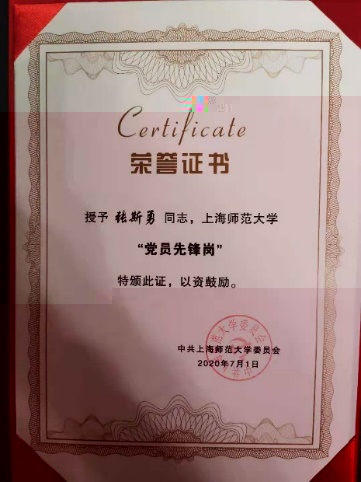 Certificate
荣誉证书
授予 张斯勇 同志，上海师范大学
“党员先锋岗”
特颁此证，以资鼓励。
中共上海师范大学委员会
2020年7月1日